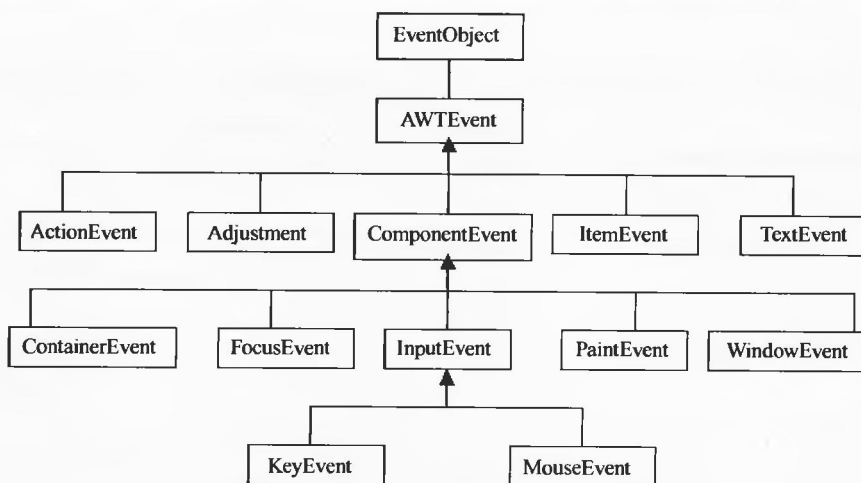 EventObject
AWTEvent
ActionEvent
Adjustment
ComponentEvent
ItemEvent
TextEvent
ContainerEvent
FocusEvent
InputEvent
PaintEvent
WindowEvent
KeyEvent
MouseEvent